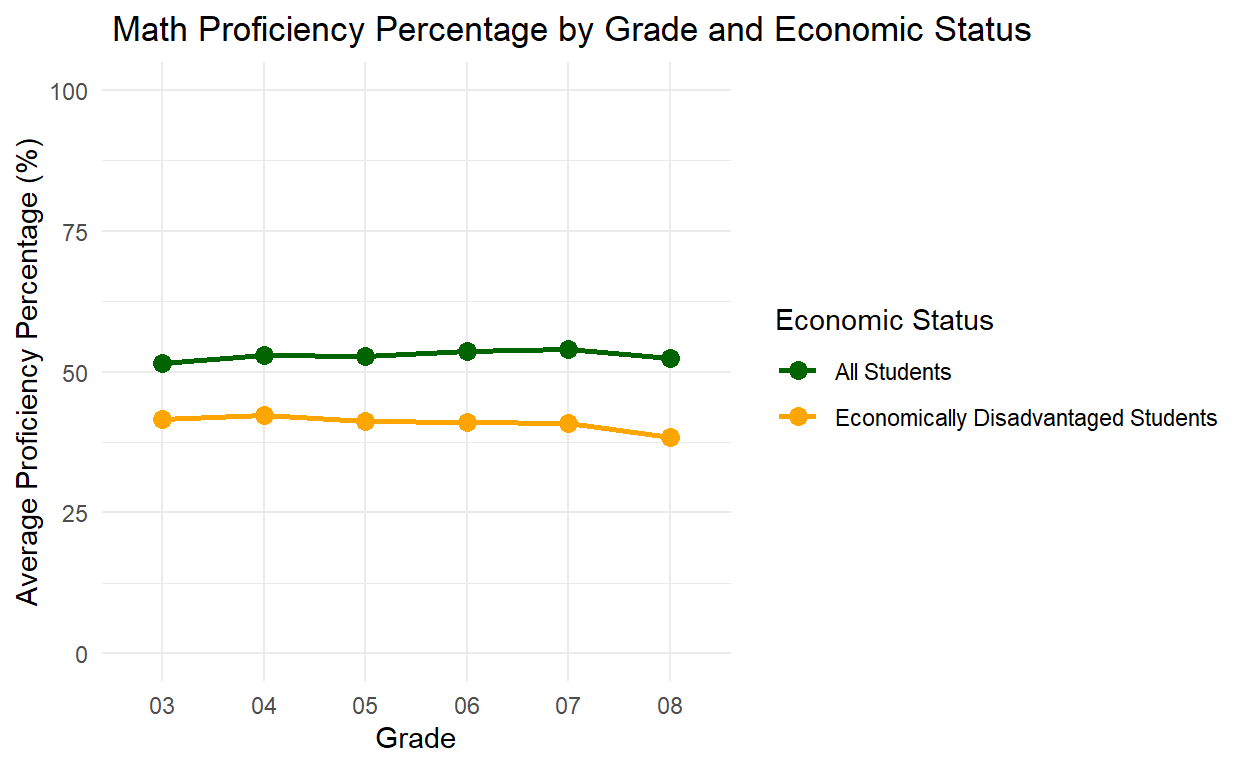 Math Proficiency Percentage by Grade and Economic Status
Average Proficiency Percentage (%)
100
75
50
25
0
03 04 05 06 07 08
Grade
Economic Status
All Students
Economically Disadvantaged Students